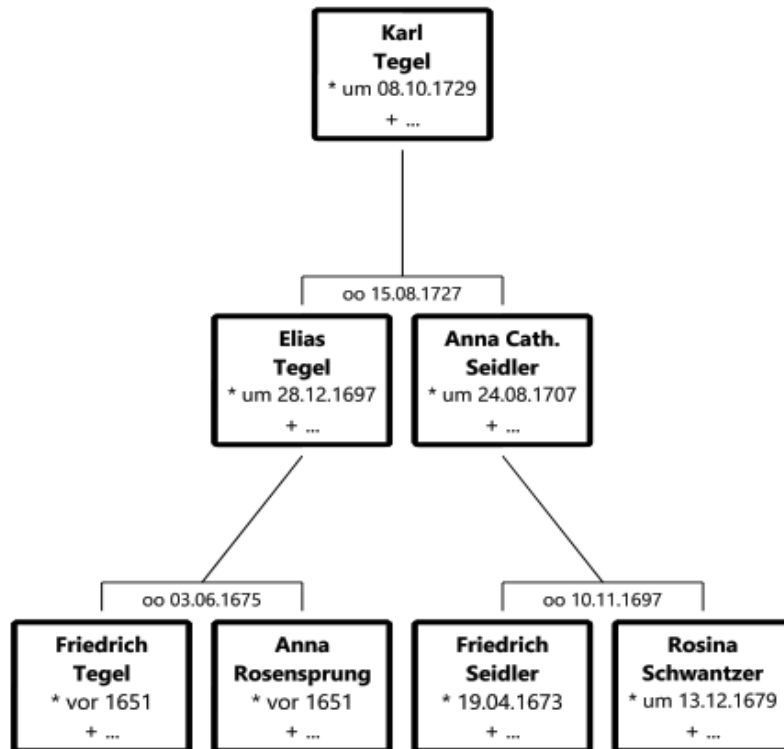 Karl
Tegel
* um 08.10.1729
+ ...
oo 15.08.1727
Elias
Tegel
* um 28.12.1697
+ ...
Anna Cath.
Seidler
* um 24.08.1707
+ ...
oo 03.06.1675
oo 10.11.1697
Friedrich
Tegel
* vor 1651
+ ...
Anna
Rosensprung
* vor 1651
+ ...
Friedrich
Seidler
* 19.04.1673
+ ...
Rosina
Schwantzer
* um 13.12.1679
+ ...